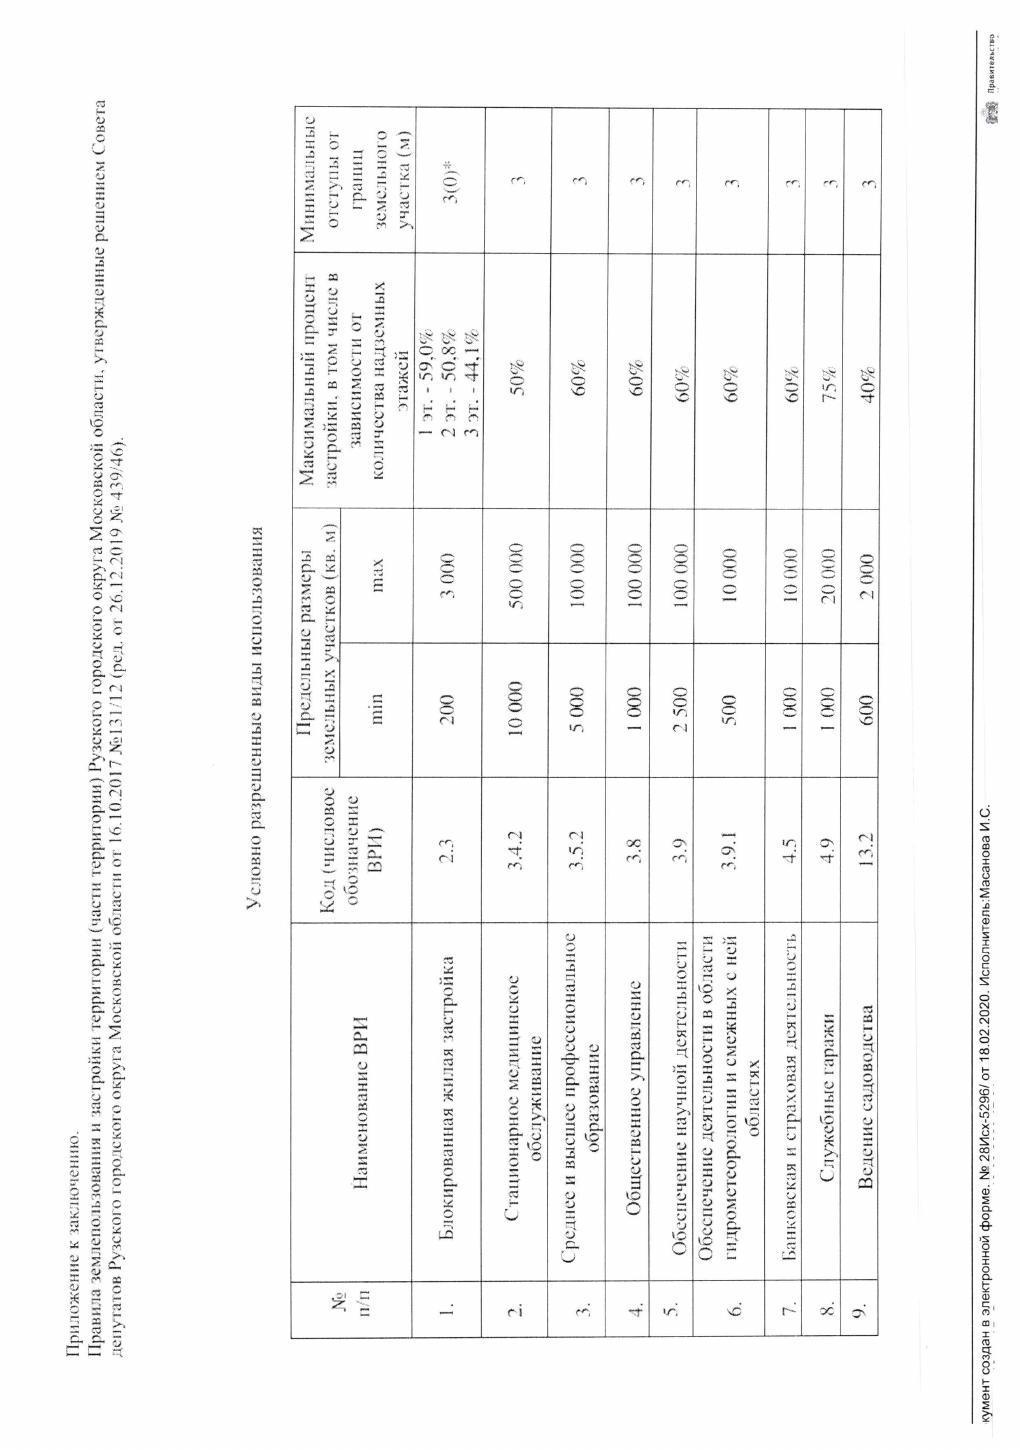 Приложение к заключению.
Правила землепользования и застройки территории (части территории) Рузского городского округа Московской области, утвержденные решением Совета
депутатов Рузского городского округа Московской области от 16.10.2017 №131/12 (ред. от 26.12.2019 № 439/46).
Условно разрешенные виды использования
№ п/п
Наименование ВРИ
Код (числовое
обозначение
ВРИ)
Предельные размеры
земельных участков (кв. м)
min
max
Максимальный процент
застройки, в том числе в
зависимости от
количества надземных
этажей
Минимальные
отступы от
границ
земельного
участка (м)
1. Блокированная жилая застройка 2.3 200 3 000
1 эт. - 59,0%
2 эт. - 50,8%
3 эт. - 44,1%
3(0)*
2. Стационарное медицинское
обслуживание
3.4.2 10 000 500 000 50% 3
3. Среднее и высшее профессиональное
образование
3.5.2 5 000 100 000 60% 3
4. Общественное управление 3.8 1 000 100 000 60% 3
5. Обеспечение научной деятельности 3.9 2 500 100 000 60% 3
6. Обеспечение деятельности в области
гидрометеорологии и смежных с ней
областях
3.9.1 500 10 000 60% 3
7. Банковская и страховая деятельность 4.5 1 000 10 000 60% 3
8. Служебные гаражи 4.9 1 000 20 000 75% 3
9. Ведение садоводства 13.2 600 2 000 40% 3
кумент создан в электронной форме. № 28Исх-5296/ от 18.02.2020. Исполнитель:Масанова И.С.
Правительство